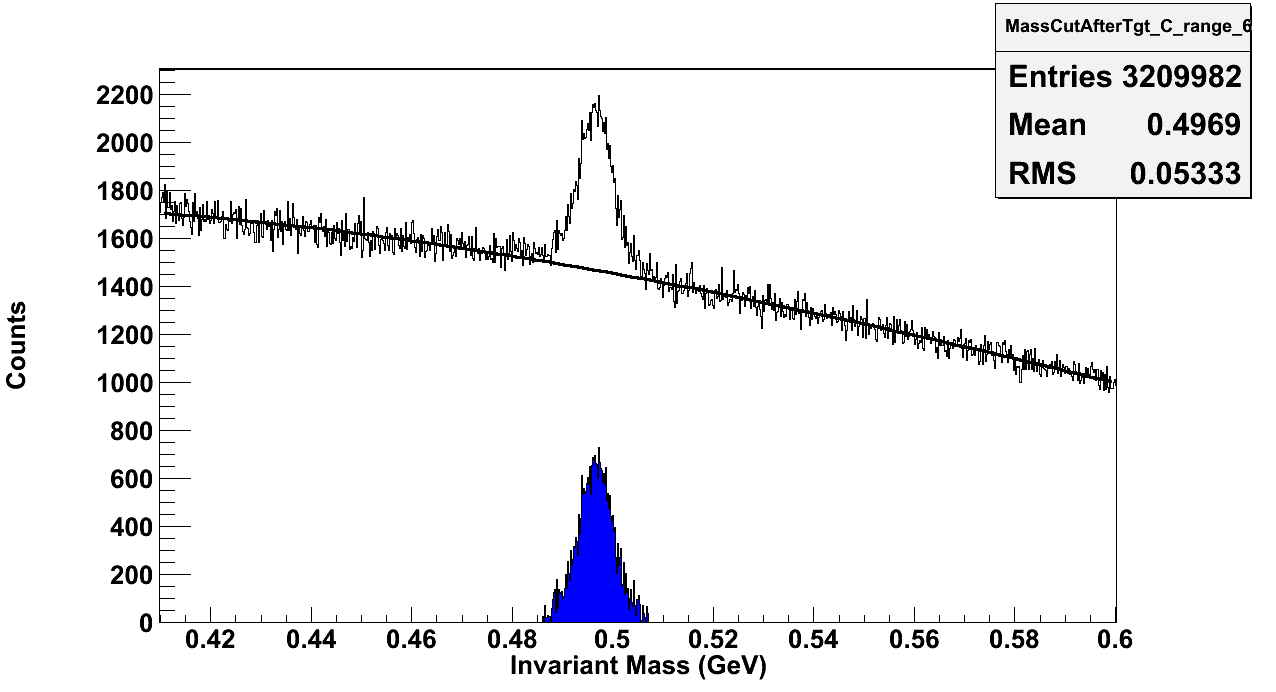 MassCutAfterTgt_C_range_6
Entries 3209982
Mean 0.4969
RMS 0.05333
2200
2000
1800
1600
1400
1200
1000
800
600
400
200
0
0.42 0.44 0.46 0.48 0.5 0.52 0.54 0.56 0.58 0.6
Invariant Mass (GeV)
Counts